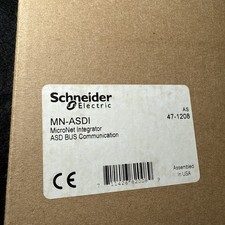 Schneider
Electric
MN-ASDI
MicroNet Integrator
ASD BUS Communication
AS
47-1208
Assembled
in USA
CE